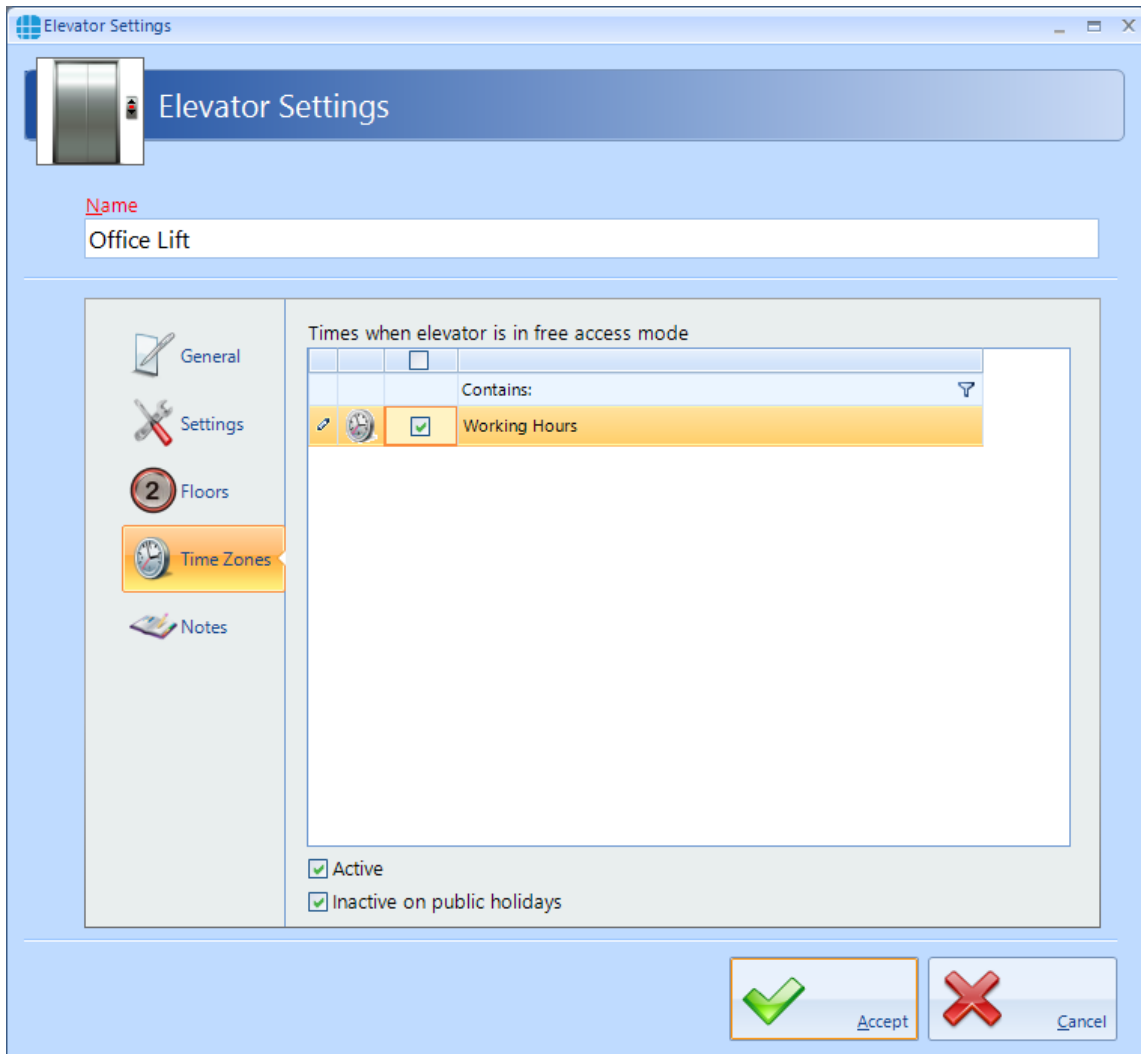 Elevator Settings
Elevator Settings
Name
Office Lift
General
Settings
2
Floors
Time Zones
Notes
Times when elevator is in free access mode
Contains:
Working Hours
Active
Inactive on public holidays
Accept
Cancel